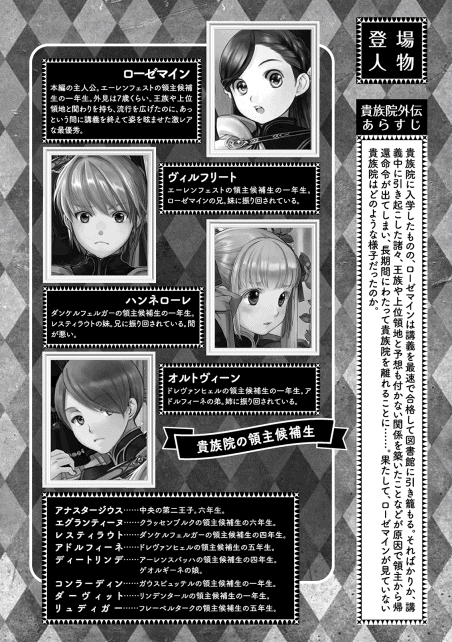 登場
人物
貴族院外伝
あらすじ
貴族院に入学したものの、ローゼマインは講義を最速で合格して図書館に引き籠もる。そればかりか、講
義中に引き起こした諸々、王族や上位領地と予想も付かない関係を築いたことなどが原因で領主から帰
還命令が出てしまい、長期間にわたって貴族院を離れることに……。果たして、ローゼマインが見ていない
貴族院はどのような様子だったのか。
ローゼマイン
本編の主人公。エーレンフェストの領主候補
生の一年生。外見は7歳くらい。王族や上位
領地と関わりを持ち、流行を広げたのに、あっ
という間に講義を終えて姿を眩ませた激レア
な最優秀。
ヴィルフリート
エーレンフェストの領主候補生の一年生。
ローゼマインの兄。妹に振り回されている。
ハンネローレ
ダンケルフェルガーの領主候補生の一年生。
レスティラウトの妹。兄に振り回されている。間
が悪い。
オルトヴィーン
ドレヴァンヒェルの領主候補生の一年生。ア
ドルフィーネの弟。姉に振り回されている。
貴族院の領主候補生
アナスタージウス……中央の第二王子。六年生。
エグランティーヌ……クラッセンブルクの領主候補生の六年生。
レスティラウト……ダンケルフェルガーの領主候補生の四年生。
アドルフィーネ……ドレヴァンヒェルの領主候補生の五年生。
ディートリンデ……アーレンスバッハの領主候補生の四年生。
ゲオルギーネの娘。
コンラーディン……ガウスビュッテルの領主候補生の一年生。
ダーヴィット……リンデンタールの領主候補生の一年生。
リュディガー……フレーベルタークの領主候補生の五年生。